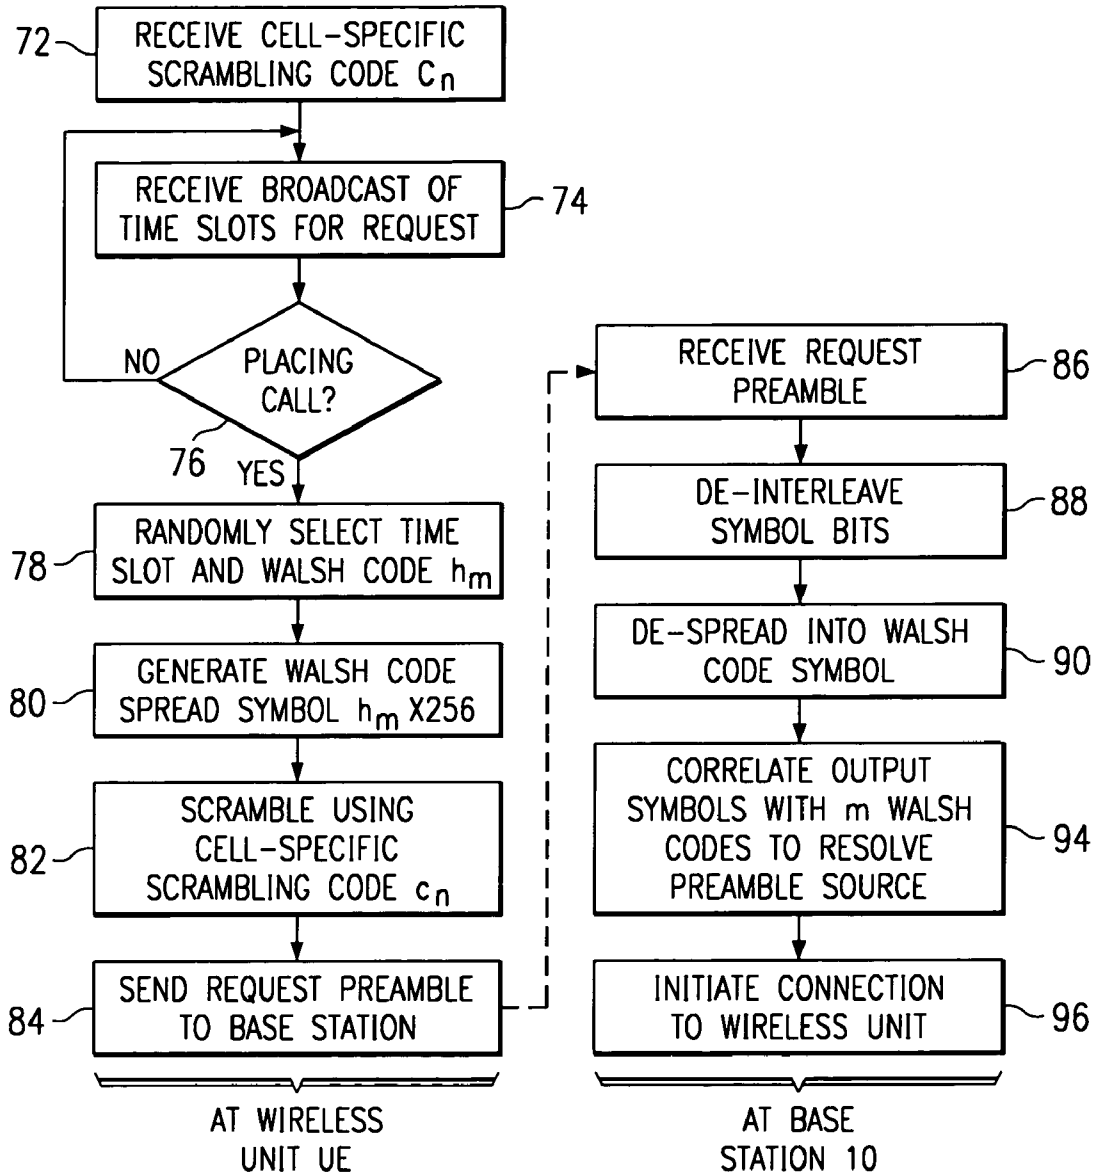 72
RECEIVE CELL-SPECIFIC
SCRAMBLING CODE Cn
RECEIVE BROADCAST OF
TIME SLOTS FOR REQUEST
74
NO
PLACING
CALL?
76
YES
78
RANDOMLY SELECT TIME
SLOT AND WALSH CODE hm
80
GENERATE WALSH CODE
SPREAD SYMBOL hm X256
82
SCRAMBLE USING
CELL-SPECIFIC
SCRAMBLING CODE cn
84
SEND REQUEST PREAMBLE
TO BASE STATION
AT WIRELESS
UNIT UE
RECEIVE REQUEST
PREAMBLE
86
DE-INTERLEAVE
SYMBOL BITS
88
DE-SPREAD INTO WALSH
CODE SYMBOL
90
CORRELATE OUTPUT
SYMBOLS WITH m WALSH
CODES TO RESOLVE
PREAMBLE SOURCE
94
INITIATE CONNECTION
TO WIRELESS UNIT
96
AT BASE
STATION 10